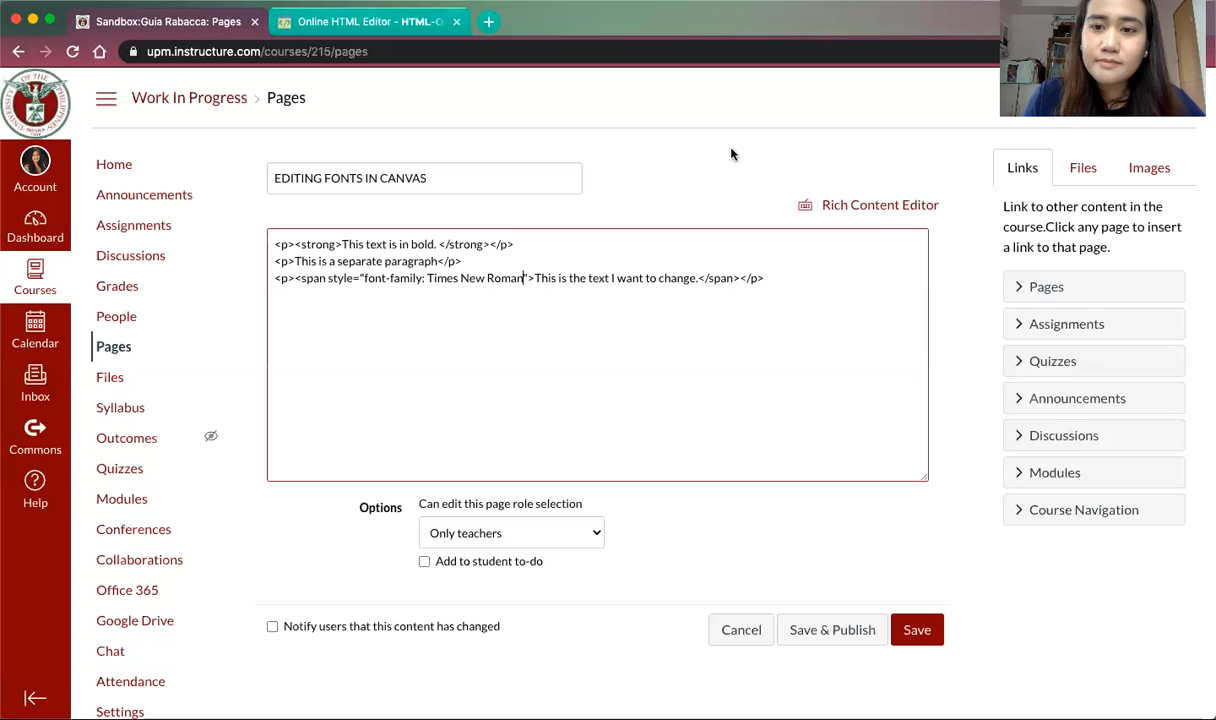 Sandbox:Guia Rabacca: Pages
Online HTML Editor - HTML-
upm.instructure.com/courses/215/pages
UNIVERSITY OF THE PHILIPPINES
Work In Progress > Pages
Account
Dashboard
Courses
Calendar
Inbox
Commons
Help
Home
Announcements
Assignments
Discussions
Grades
People
Pages
Files
Syllabus
Outcomes
Quizzes
Modules
Conferences
Collaborations
Office 365
Google Drive
Chat
Attendance
Settings
EDITING FONTS IN CANVAS
Rich Content Editor
<p><strong>This text is in bold. </strong></p>
<p>This is a separate paragraph</p>
<p><span style="font-family: Times New Roman">This is the text I want to change.</span></p>
Options
Can edit this page role selection
Only teachers
Add to student to-do
Notify users that this content has changed
Cancel
Save & Publish
Save
Links
Files
Images
Link to other content in the
course.Click any page to insert
a link to that page.
Pages
Assignments
Quizzes
Announcements
Discussions
Modules
Course Navigation